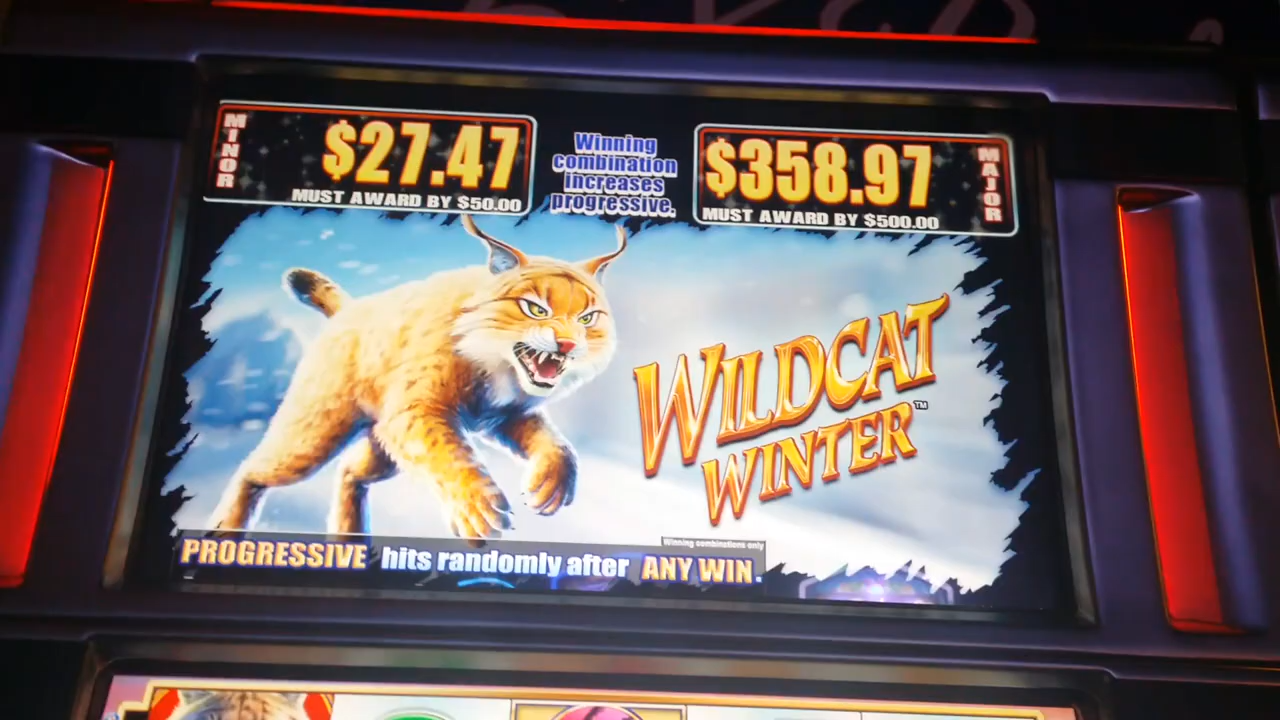 MINOR
$27.47
MUST AWARD BY $50.00
Winning
combination
increases
progressive.
$358.97
MUST AWARD BY $500.00
MAJOR
WILDCAT
WINTER™
Winning combinations only
PROGRESSIVE hits randomly after ANY WIN.